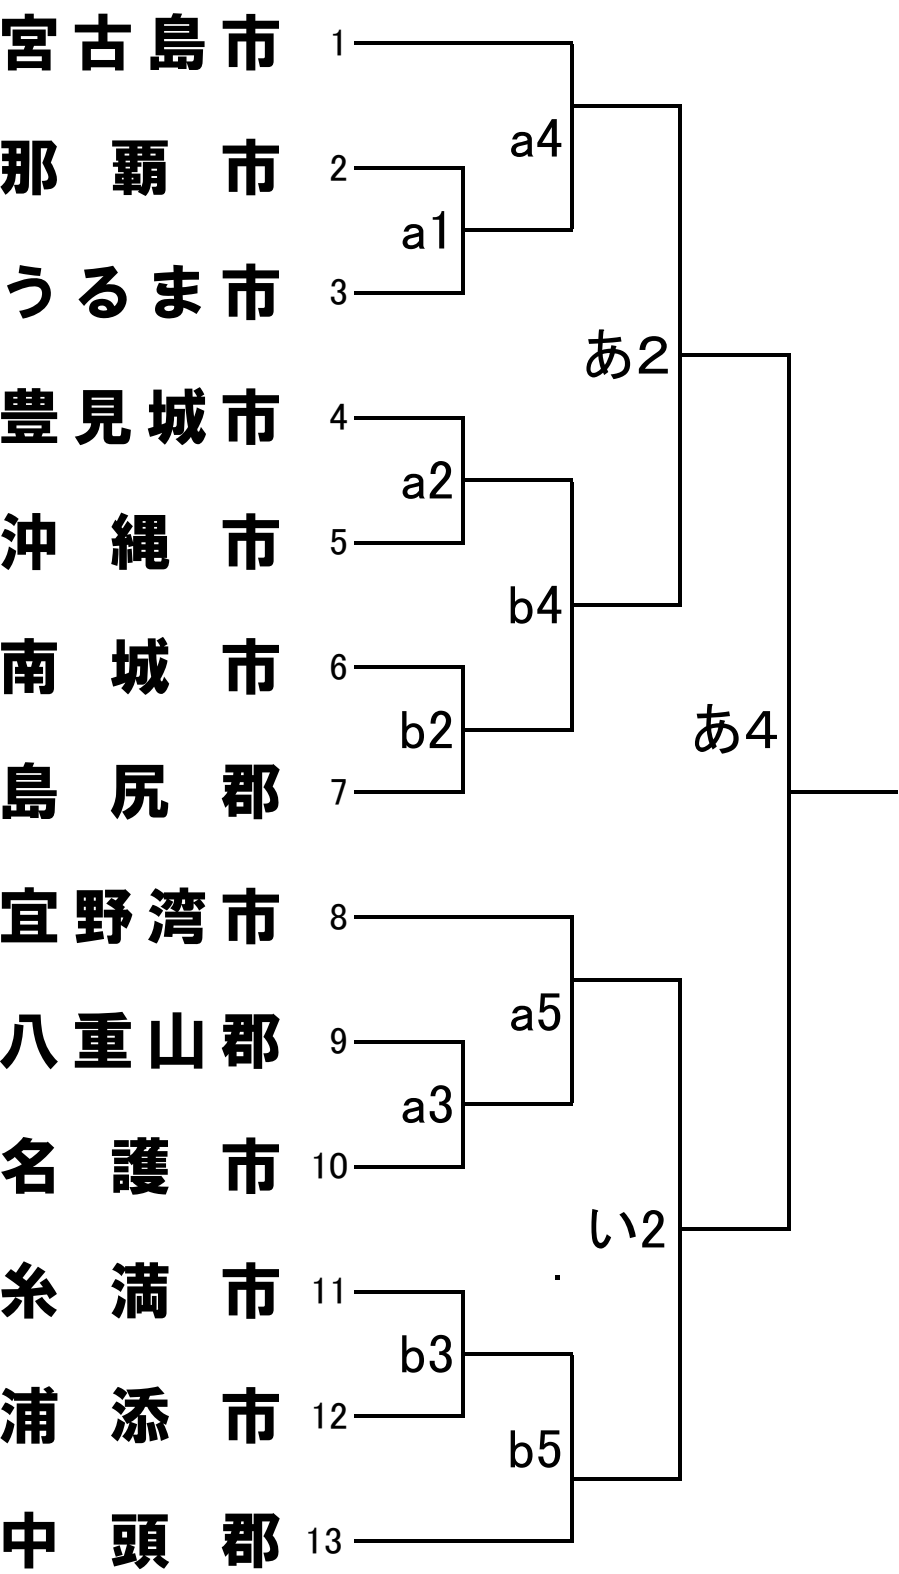 宮古島市 1
a4
那覇市 2
a1
うるま市 3
あ2
豊見城市 4
a2
沖縄市 5
b4
南城市 6
あ4
b2
島尻郡 7
宜野湾市 8
a5
八重山郡 9
a3
名護市 10
い2
糸満市 11
b3
浦添市 12
b5
中頭郡 13